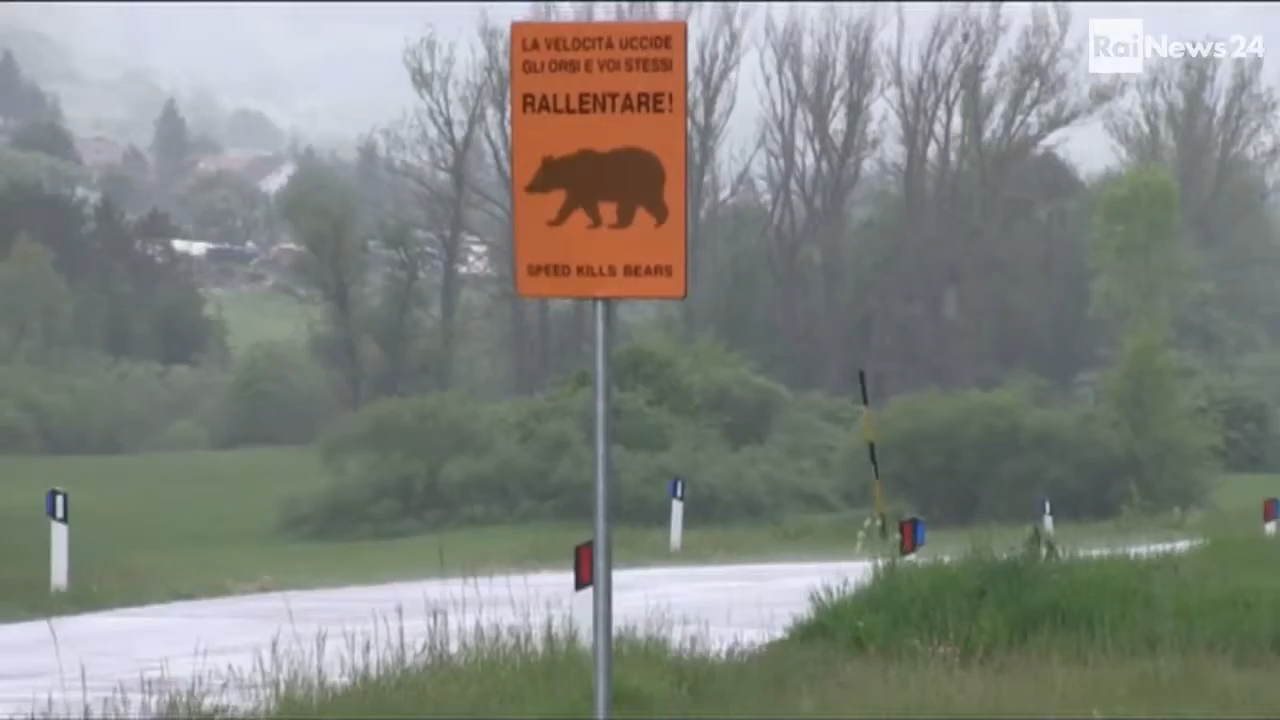 LA VELOCITÀ UCCIDE
GLI ORSI E VOI STESSI
RALLENTARE!
SPEED KILLS BEARS
RaiNews24